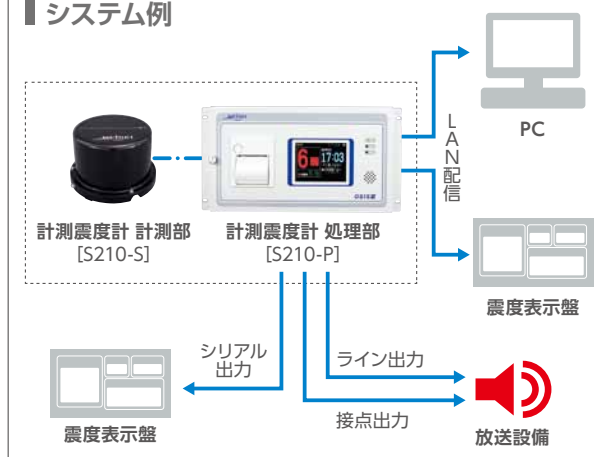 システム例
PC
LAN配信
6
17:03
計測震度計 計測部
[S210-S]
計測震度計 処理部
[S210-P]
震度表示盤
シリアル
出力
ライン出力
接点出力
震度表示盤
放送設備